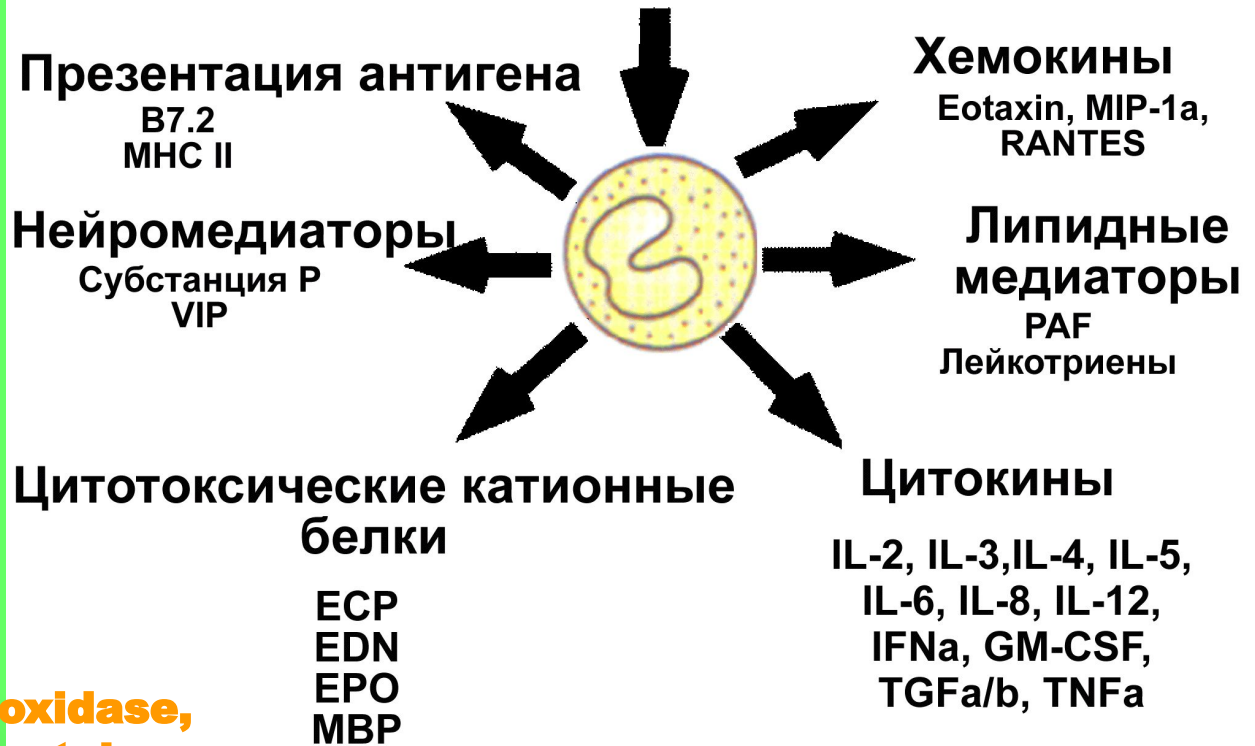 Презентация антигена
B7.2
MHC II
Хемокины
Eotaxin, MIP-1a,
RANTES
Нейромедиаторы
Субстанция P
VIP
Липидные
медиаторы
PAF
Лейкотриены
Цитотоксические катионные
белки
ECP
EDN
EPO
MBP
Цитокины
IL-2, IL-3,IL-4, IL-5,
IL-6, IL-8, IL-12,
IFNa, GM-CSF,
TGFa/b, TNFa
oxidase,